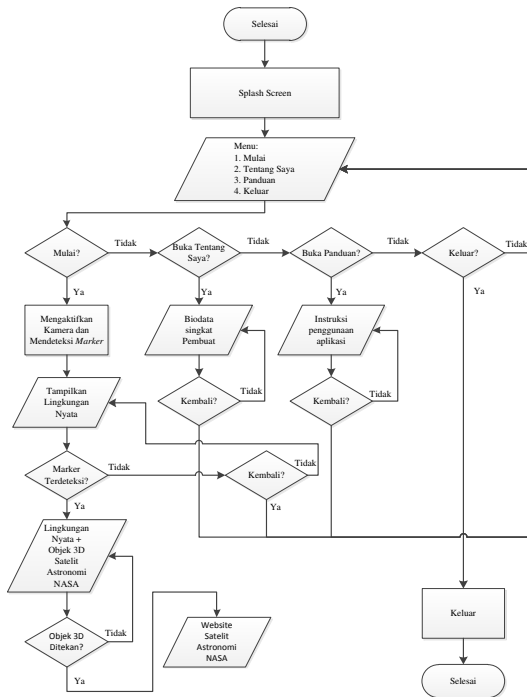 Selesai
Splash Screen
Menu:
1. Mulai
2. Tentang Saya
3. Panduan
4. Keluar
Mulai?
Tidak
Buka Tentang
Saya?
Tidak
Buka Panduan?
Tidak
Keluar?
Tidak
Ya
Ya
Ya
Ya
Mengaktifkan
Kamera dan
Mendeteksi Marker
Biodata
singkat
Pembuat
Instruksi
penggunaan
aplikasi
Tampilkan
Lingkungan
Nyata
Kembali?
Tidak
Kembali?
Tidak
Marker
Terdeteksi?
Tidak
Kembali?
Tidak
Ya
Ya
Lingkungan
Nyata +
Objek 3D
Satelit
Astronomi
NASA
Objek 3D
Ditekan?
Tidak
Ya
Website
Satelit
Astronomi
NASA
Keluar
Selesai